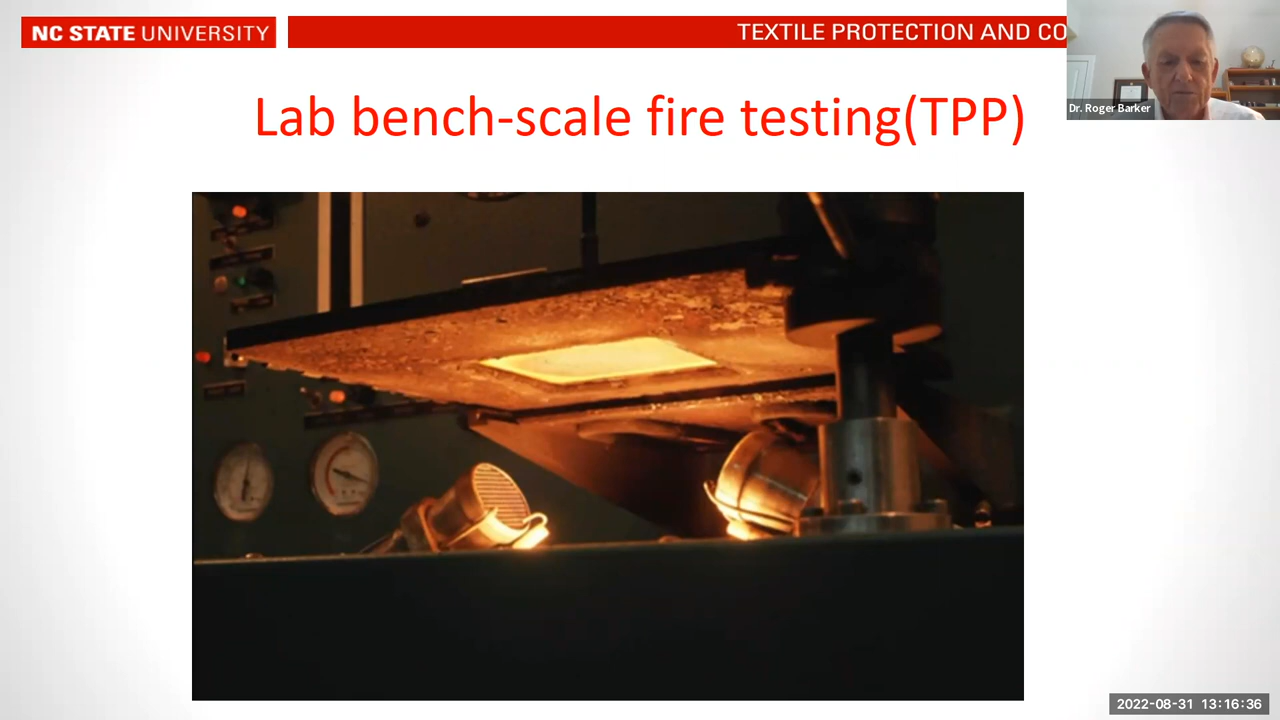 NC STATE UNIVERSITY
TEXTILE PROTECTION AND CO
Dr. Roger Barker
Lab bench-scale fire testing(TPP)
2022-08-31 13:16:36